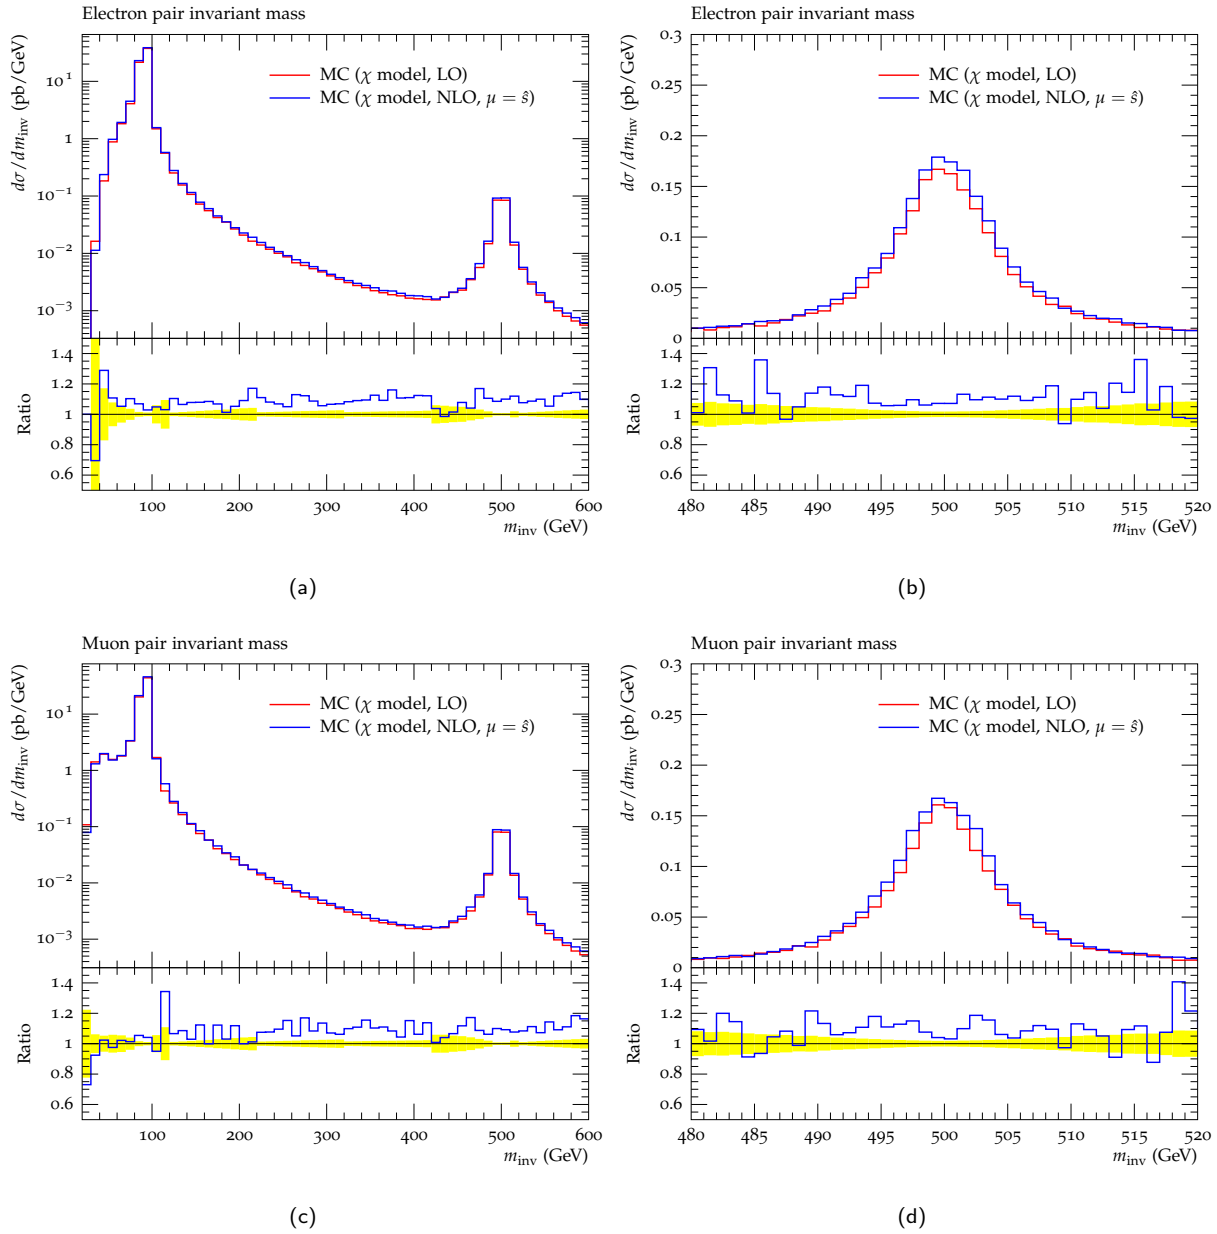 Electron pair invariant mass
MC (χ model, LO)
MC (χ model, NLO, μ = ŝ)
dσ/dm_inv (pb/GeV)
10^1
1
10^−1
10^−2
10^−3
Ratio
1.4
1.2
1
0.8
0.6
100 200 300 400 500 600
m_inv (GeV)
(a)
Electron pair invariant mass
MC (χ model, LO)
MC (χ model, NLO, μ = ŝ)
dσ/dm_inv (pb/GeV)
0.3
0.25
0.2
0.15
0.1
0.05
0
Ratio
1.4
1.2
1
0.8
0.6
480 485 490 495 500 505 510 515 520
m_inv (GeV)
(b)
Muon pair invariant mass
MC (χ model, LO)
MC (χ model, NLO, μ = ŝ)
dσ/dm_inv (pb/GeV)
10^1
1
10^−1
10^−2
10^−3
Ratio
1.4
1.2
1
0.8
0.6
100 200 300 400 500 600
m_inv (GeV)
(c)
Muon pair invariant mass
MC (χ model, LO)
MC (χ model, NLO, μ = ŝ)
dσ/dm_inv (pb/GeV)
0.3
0.25
0.2
0.15
0.1
0.05
0
Ratio
1.4
1.2
1
0.8
0.6
480 485 490 495 500 505 510 515 520
m_inv (GeV)
(d)